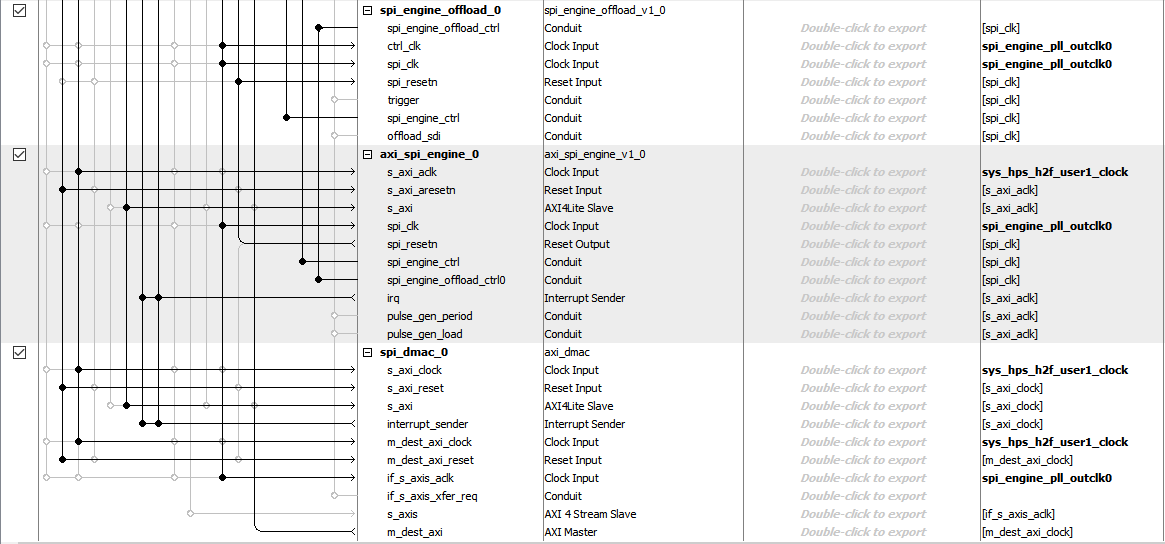 spi_engine_offload_0 spi_engine_offload_v1_0
spi_engine_offload_ctrl Conduit Double-click to export [spi_clk]
ctrl_clk Clock Input Double-click to export spi_engine_pll_outclk0
spi_clk Clock Input Double-click to export spi_engine_pll_outclk0
spi_resetn Reset Input Double-click to export [spi_clk]
trigger Conduit Double-click to export [spi_clk]
spi_engine_ctrl Conduit Double-click to export [spi_clk]
offload_sdi Conduit Double-click to export [spi_clk]
axi_spi_engine_0 axi_spi_engine_v1_0
s_axi_aclk Clock Input Double-click to export sys_hps_h2f_user1_clock
s_axi_aresetn Reset Input Double-click to export [s_axi_aclk]
s_axi AXI4Lite Slave Double-click to export [s_axi_aclk]
spi_clk Clock Input Double-click to export spi_engine_pll_outclk0
spi_resetn Reset Output Double-click to export [spi_clk]
spi_engine_ctrl Conduit Double-click to export [spi_clk]
spi_engine_offload_ctrl0 Conduit Double-click to export [spi_clk]
irq Interrupt Sender Double-click to export [s_axi_aclk]
pulse_gen_period Conduit Double-click to export [s_axi_aclk]
pulse_gen_load Conduit Double-click to export [s_axi_aclk]
spi_dmac_0 axi_dmac
s_axi_clock Clock Input Double-click to export sys_hps_h2f_user1_clock
s_axi_reset Reset Input Double-click to export [s_axi_clock]
s_axi AXI4Lite Slave Double-click to export [s_axi_clock]
interrupt_sender Interrupt Sender Double-click to export [s_axi_clock]
m_dest_axi_clock Clock Input Double-click to export sys_hps_h2f_user1_clock
m_dest_axi_reset Reset Input Double-click to export [m_dest_axi_clock]
if_s_axis_aclk Clock Input Double-click to export spi_engine_pll_outclk0
if_s_axis_xfer_req Conduit Double-click to export
s_axis AXI 4 Stream Slave Double-click to export [if_s_axis_aclk]
m_dest_axi AXI Master Double-click to export [m_dest_axi_clock]